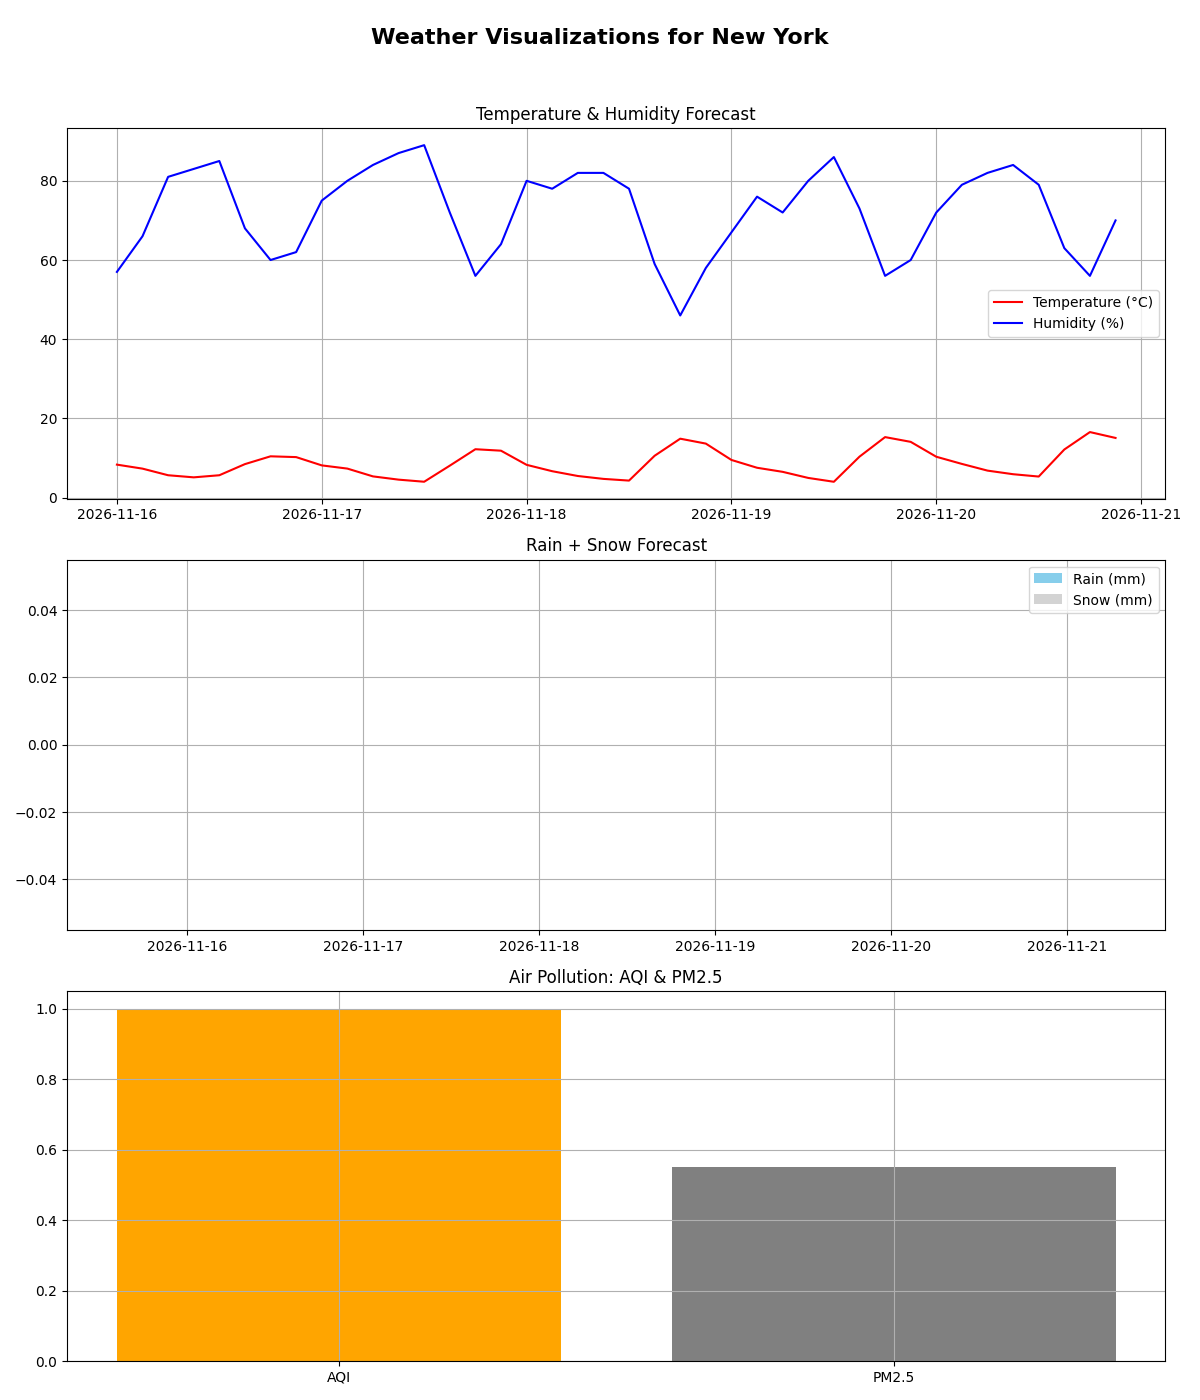 Weather Visualizations for New York
Temperature & Humidity Forecast
80
60
40
20
0
Temperature (°C)
Humidity (%)
2026-11-16 2026-11-17 2026-11-18 2026-11-19 2026-11-20 2026-11-21
Rain + Snow Forecast
0.04
0.02
0.00
−0.02
−0.04
Rain (mm)
Snow (mm)
2026-11-16 2026-11-17 2026-11-18 2026-11-19 2026-11-20 2026-11-21
Air Pollution: AQI & PM2.5
1.0
0.8
0.6
0.4
0.2
0.0
AQI PM2.5